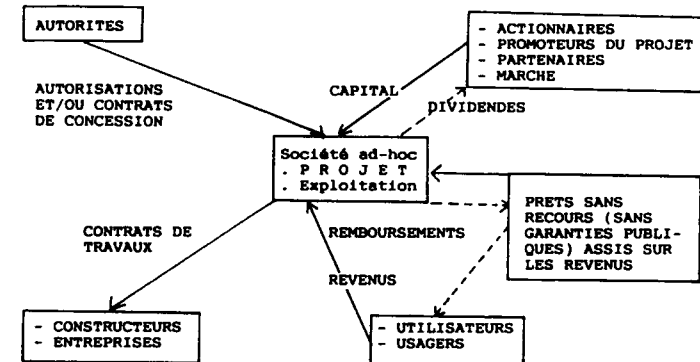 AUTORITES
- ACTIONNAIRES
- PROMOTEURS DU PROJET
- PARTENAIRES
- MARCHE
AUTORISATIONS
ET/OU CONTRATS
DE CONCESSION
CAPITAL
DIVIDENDES
Société ad-hoc
. P R O J E T
. Exploitation
PRETS SANS
RECOURS (SANS
GARANTIES PUBLI-
QUES) ASSIS SUR
LES REVENUS
CONTRATS DE
TRAVAUX
REMBOURSEMENTS
REVENUS
- CONSTRUCTEURS
- ENTREPRISES
- UTILISATEURS
- USAGERS